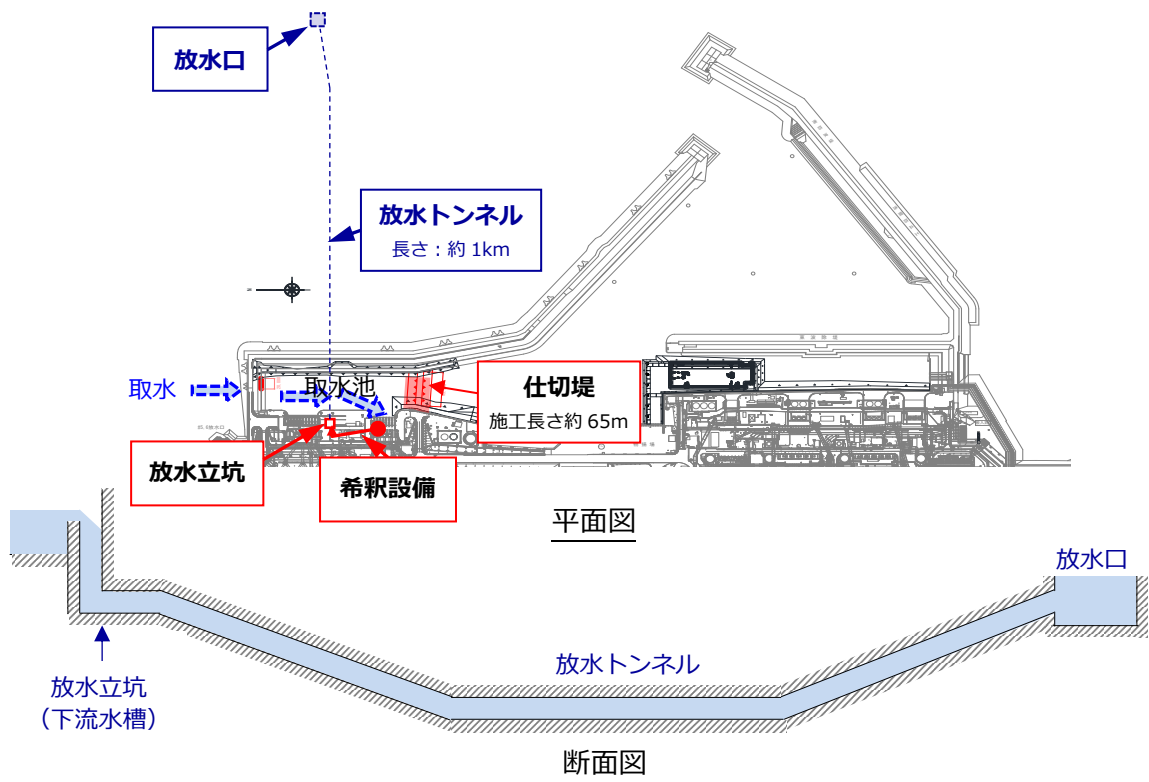 放水口
放水トンネル
長さ：約 1km
取水
取水池
仕切堤
施工長さ約 65m
放水立坑
希釈設備
平面図
放水口
放水トンネル
放水立坑
（下流水槽）
断面図